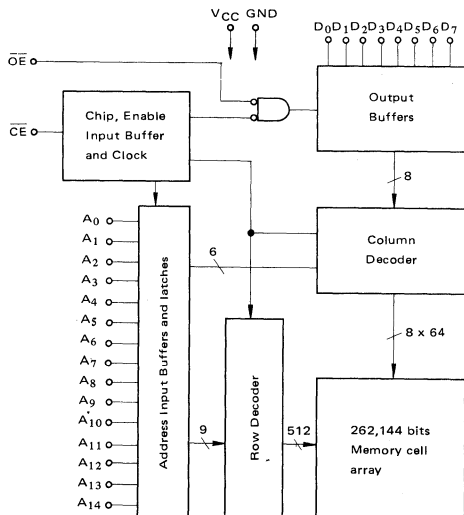 VCC GND
D0 D1 D2 D3 D4 D5 D6 D7
OE
CE
Chip, Enable
Input Buffer
and Clock
Output
Buffers
8
A0
A1
A2
A3
A4
A5
A6
A7
A8
A9
A10
A11
A12
A13
A14
Address Input Buffers and latches
6
Column
Decoder
8 x 64
9
Row Decoder
512
262,144 bits
Memory cell
array